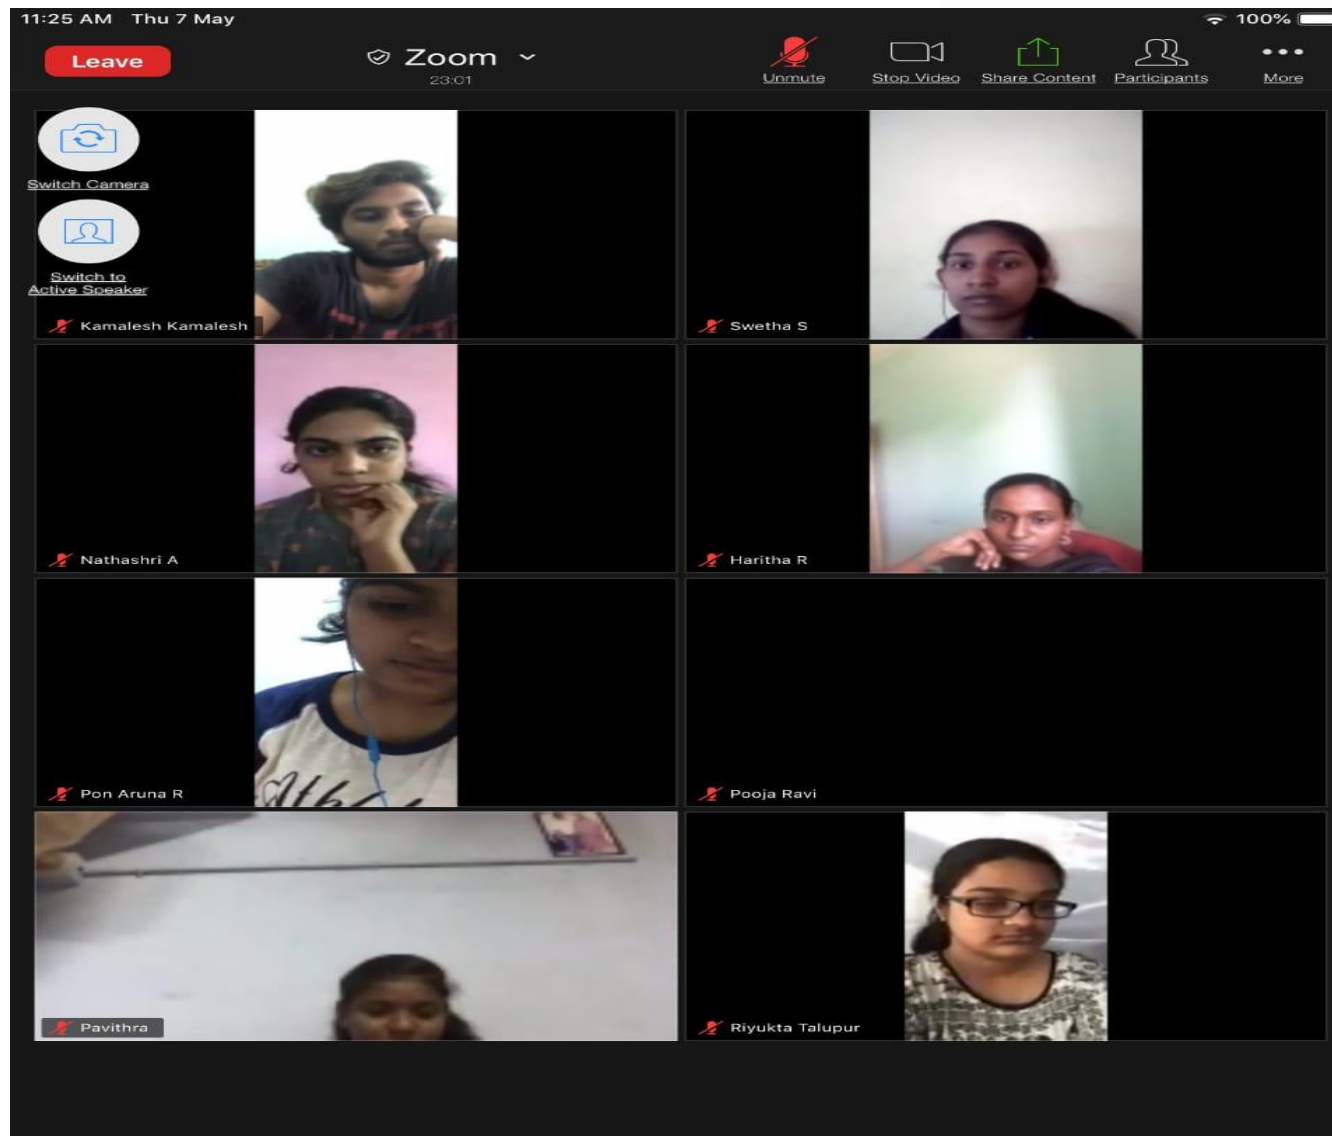 11:25 AM Thu 7 May
100%
Leave
Zoom
23:01
Unmute
Stop Video
Share Content
Participants
More
Switch Camera
Switch to
Active Speaker
Kamalesh Kamalesh
Swetha S
Nathashri A
Haritha R
Pon Aruna R
Pooja Ravi
Pavithra
Riyukta Talupur